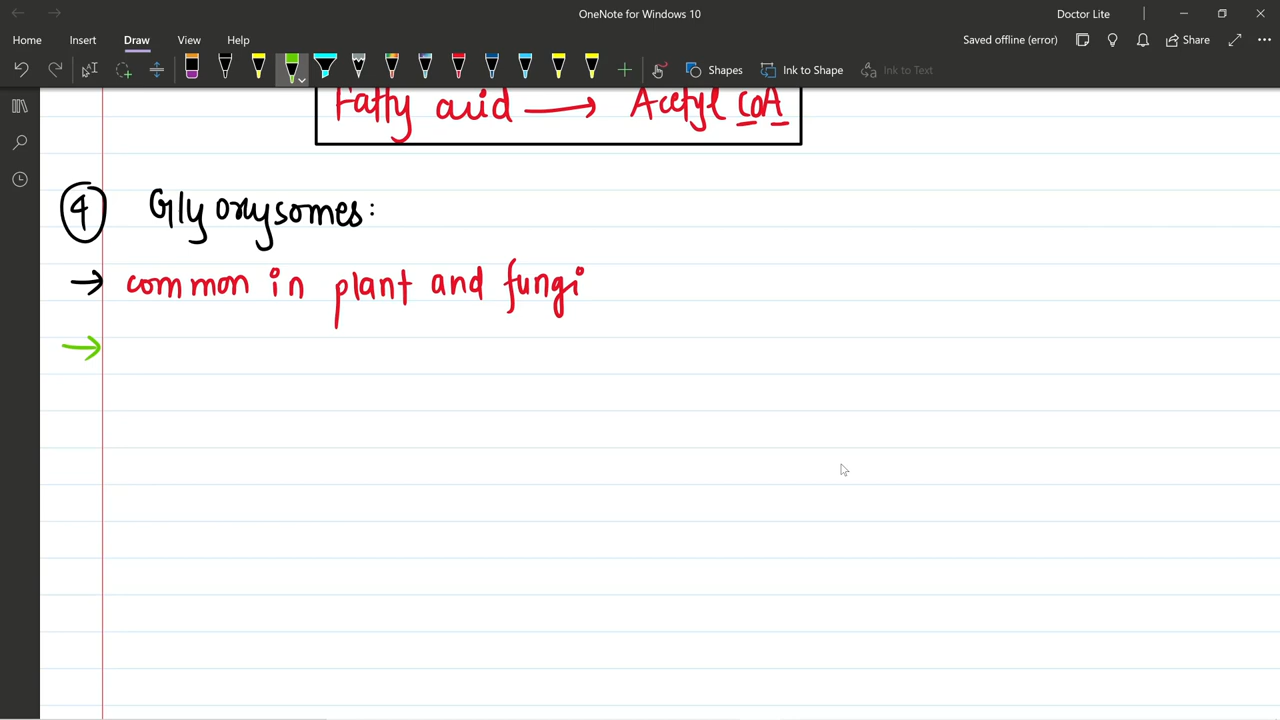 OneNote for Windows 10
Doctor Lite
Home Insert Draw View Help
Saved offline (error)
Share
Shapes
Ink to Shape
Ink to Text
Fatty acid → Acetyl CoA
4 Glyoxysomes:
→ common in plant and fungi
→